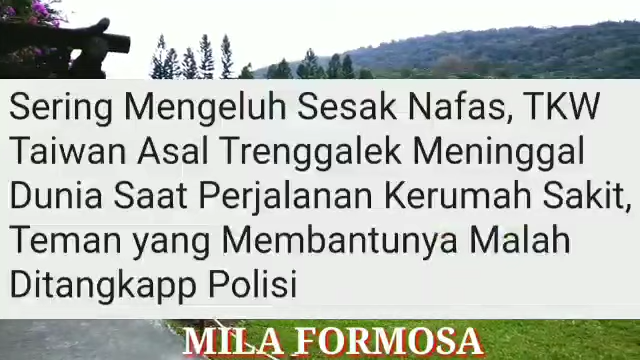 Sering Mengeluh Sesak Nafas, TKW
Taiwan Asal Trenggalek Meninggal
Dunia Saat Perjalanan Kerumah Sakit,
Teman yang Membantunya Malah
Ditangkapp Polisi
MILA FORMOSA